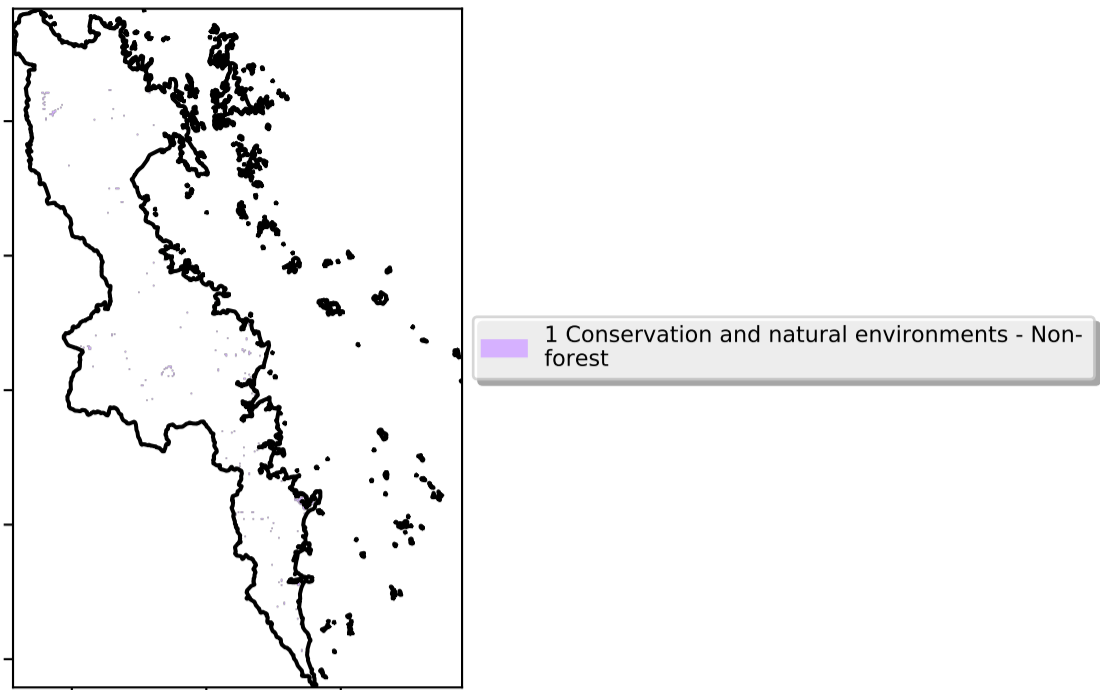 1 Conservation and natural environments - Non-
forest